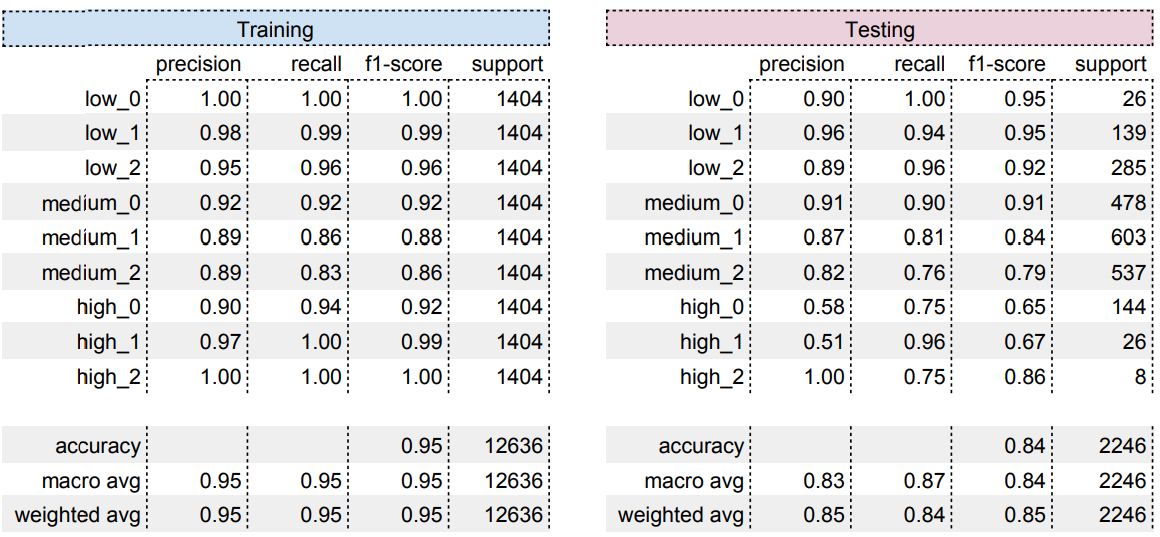 Training
precision recall f1-score support
low_0 1.00 1.00 1.00 1404
low_1 0.98 0.99 0.99 1404
low_2 0.95 0.96 0.96 1404
medium_0 0.92 0.92 0.92 1404
medium_1 0.89 0.86 0.88 1404
medium_2 0.89 0.83 0.86 1404
high_0 0.90 0.94 0.92 1404
high_1 0.97 1.00 0.99 1404
high_2 1.00 1.00 1.00 1404
accuracy 0.95 12636
macro avg 0.95 0.95 0.95 12636
weighted avg 0.95 0.95 0.95 12636
Testing
precision recall f1-score support
low_0 0.90 1.00 0.95 26
low_1 0.96 0.94 0.95 139
low_2 0.89 0.96 0.92 285
medium_0 0.91 0.90 0.91 478
medium_1 0.87 0.81 0.84 603
medium_2 0.82 0.76 0.79 537
high_0 0.58 0.75 0.65 144
high_1 0.51 0.96 0.67 26
high_2 1.00 0.75 0.86 8
accuracy 0.84 2246
macro avg 0.83 0.87 0.84 2246
weighted avg 0.85 0.84 0.85 2246